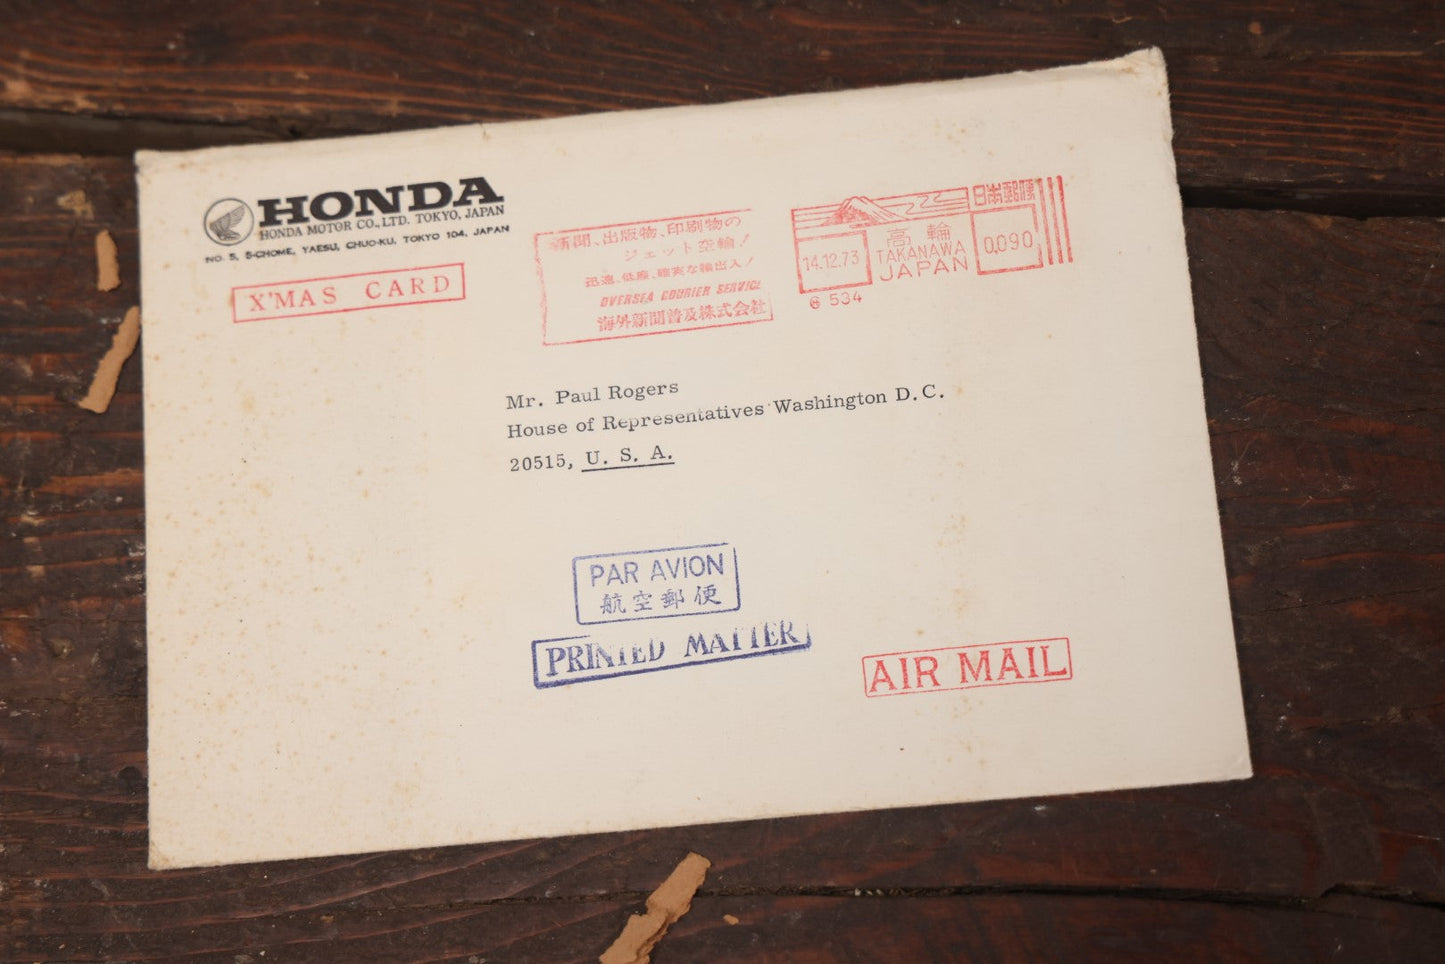 HONDA
HONDA MOTOR CO., LTD. TOKYO, JAPAN
NO. 5, 5-CHOME, YAESU, CHUO-KU, TOKYO 104, JAPAN
X'MAS CARD
新聞、出版物、印刷物の
ジェット空輸!
迅速、低廉、確実な輸出入!
OVERSEA COURIER SERVICE
海外新聞普及株式会社
日本郵便
14.12.73
高輪
TAKANAWA
JAPAN
0,090
534
Mr. Paul Rogers
House of Representatives Washington D.C.
20515, U. S. A.
PAR AVION
航空郵便
PRINTED MATTER
AIR MAIL